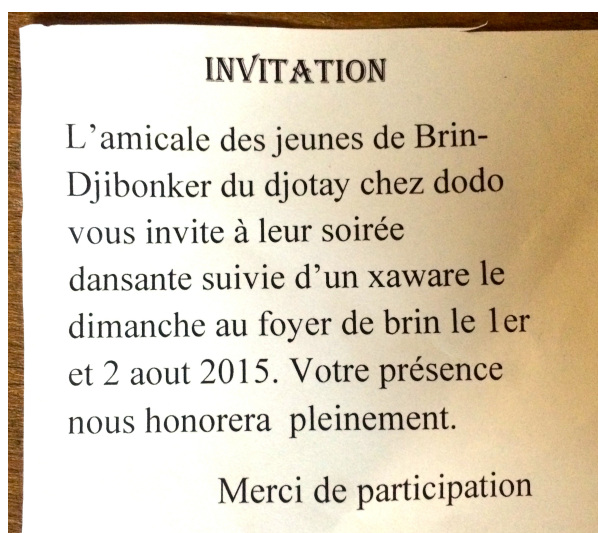 INVITATION
L'amicale des jeunes de Brin-
Djibonker du djotay chez dodo
vous invite à leur soirée
dansante suivie d'un xaware le
dimanche au foyer de brin le 1er
et 2 aout 2015. Votre présence
nous honorera  pleinement.
Merci de participation